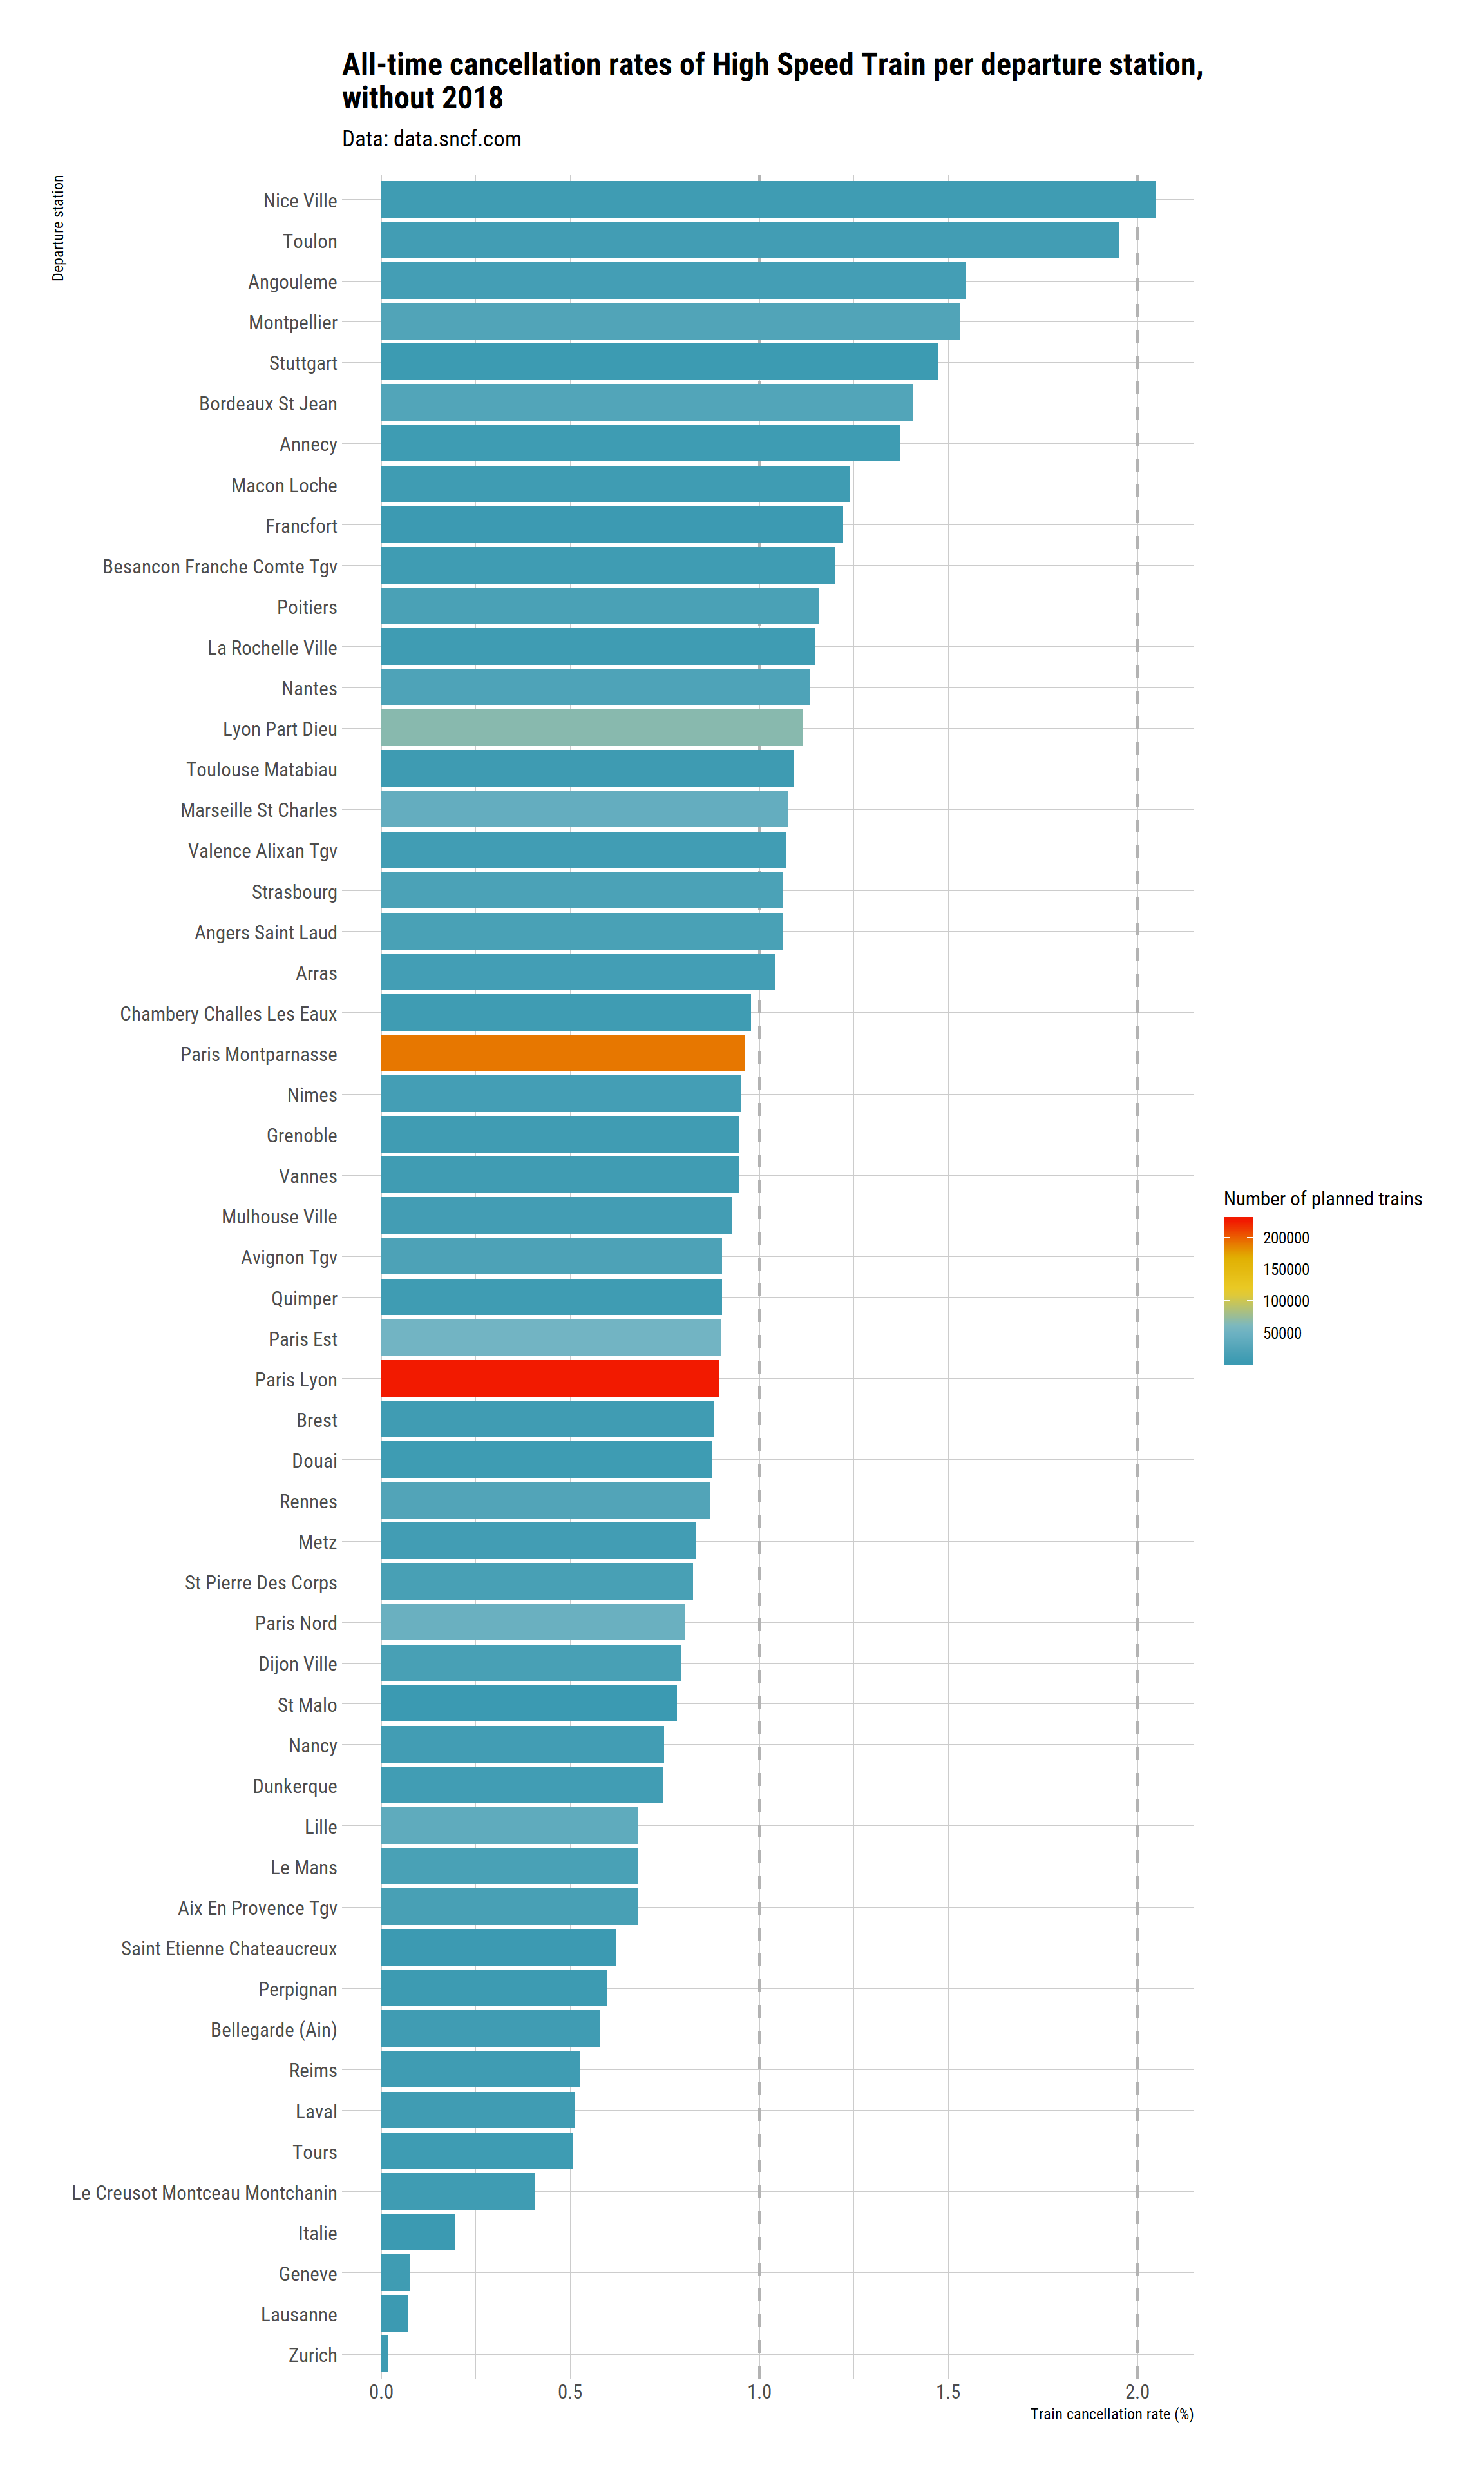 All-time cancellation rates of High Speed Train per departure station,
without 2018
Data: data.sncf.com
Departure station
Nice Ville
Toulon
Angouleme
Montpellier
Stuttgart
Bordeaux St Jean
Annecy
Macon Loche
Francfort
Besancon Franche Comte Tgv
Poitiers
La Rochelle Ville
Nantes
Lyon Part Dieu
Toulouse Matabiau
Marseille St Charles
Valence Alixan Tgv
Strasbourg
Angers Saint Laud
Arras
Chambery Challes Les Eaux
Paris Montparnasse
Nimes
Grenoble
Vannes
Mulhouse Ville
Avignon Tgv
Quimper
Paris Est
Paris Lyon
Brest
Douai
Rennes
Metz
St Pierre Des Corps
Paris Nord
Dijon Ville
St Malo
Nancy
Dunkerque
Lille
Le Mans
Aix En Provence Tgv
Saint Etienne Chateaucreux
Perpignan
Bellegarde (Ain)
Reims
Laval
Tours
Le Creusot Montceau Montchanin
Italie
Geneve
Lausanne
Zurich
0.0 0.5 1.0 1.5 2.0
Train cancellation rate (%)
Number of planned trains
200000
150000
100000
50000